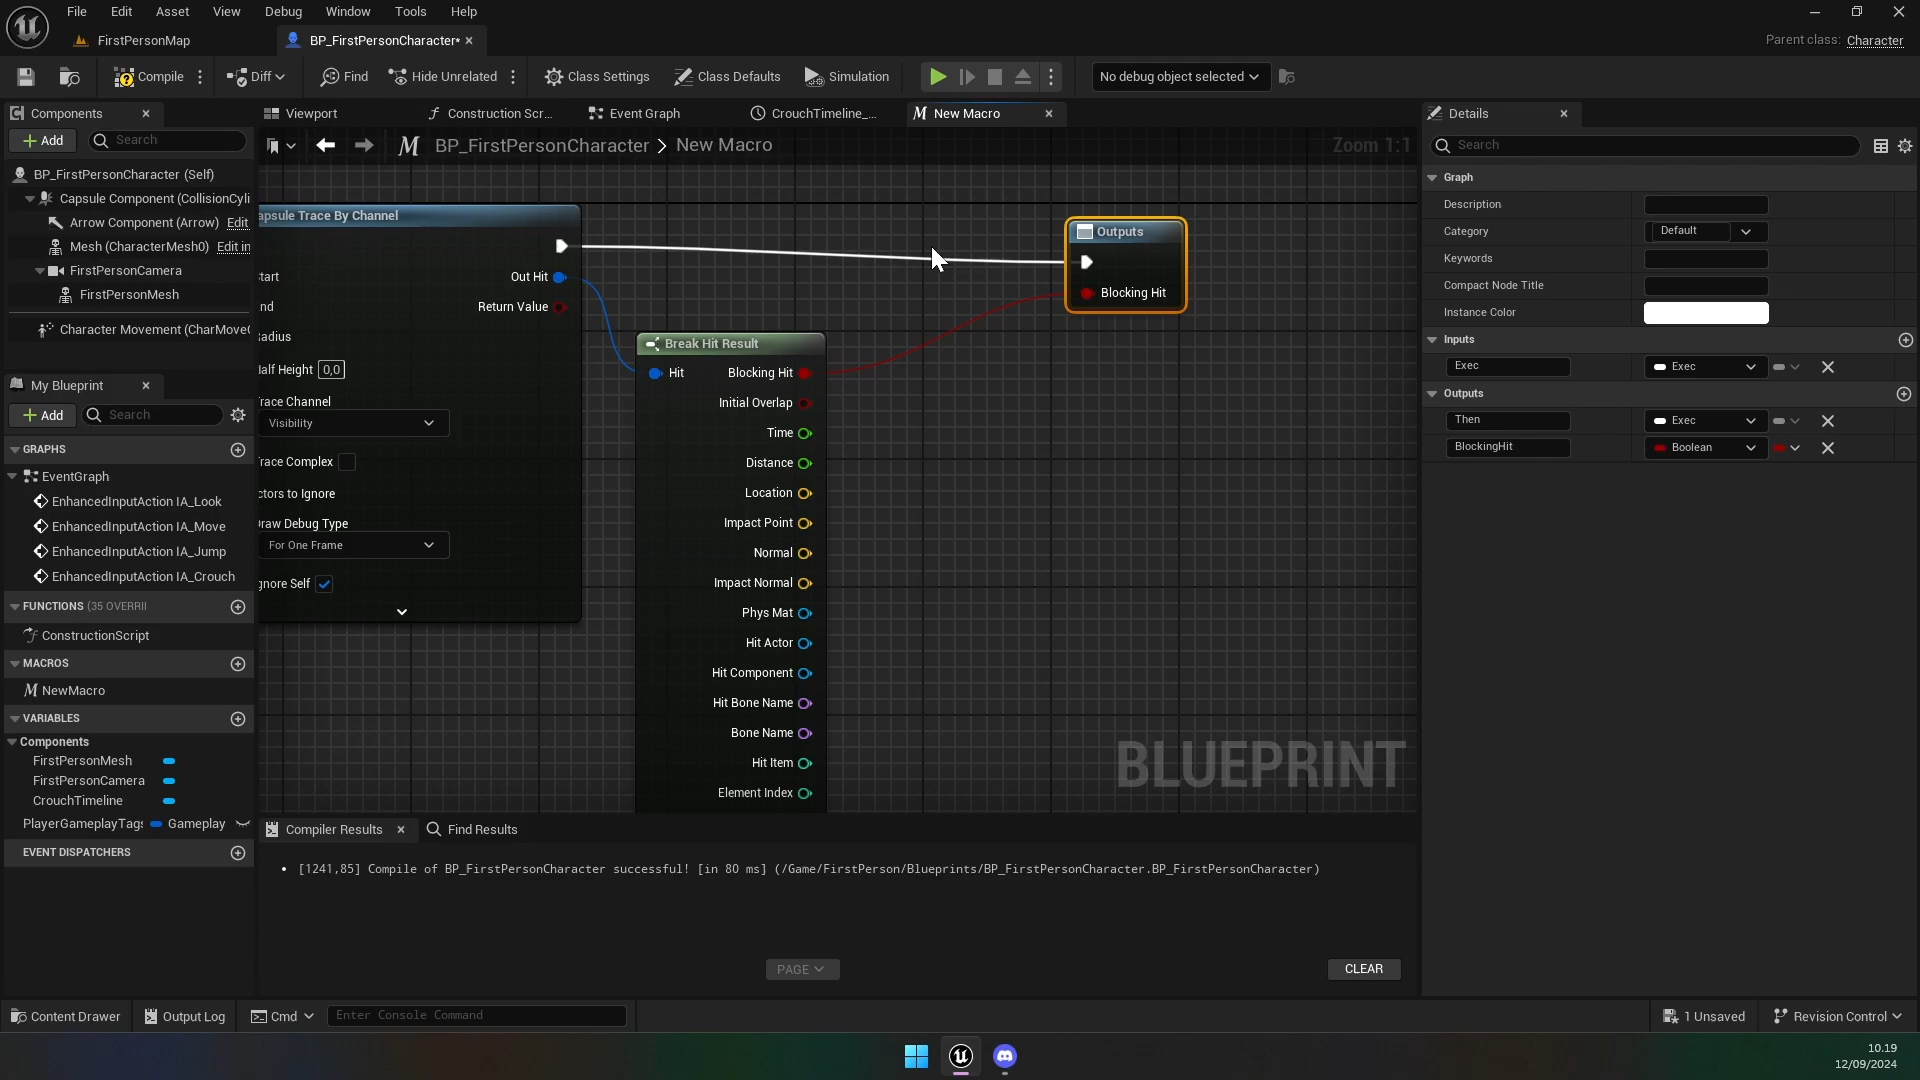 File Edit Asset View Debug Window Tools Help
FirstPersonMap
BP_FirstPersonCharacter*
Parent class: Character
Compile
Diff
Find
Hide Unrelated
Class Settings
Class Defaults
Simulation
No debug object selected
Components
Viewport
Construction Scr...
Event Graph
CrouchTimeline_...
New Macro
Details
Add
Search
BP_FirstPersonCharacter > New Macro
Zoom 1:1
Search
BP_FirstPersonCharacter (Self)
Capsule Component (CollisionCyli
Arrow Component (Arrow) Edit
Mesh (CharacterMesh0) Edit in
FirstPersonCamera
FirstPersonMesh
Character Movement (CharMove
My Blueprint
Add
Search
GRAPHS
EventGraph
EnhancedInputAction IA_Look
EnhancedInputAction IA_Move
EnhancedInputAction IA_Jump
EnhancedInputAction IA_Crouch
FUNCTIONS (35 OVERRI
ConstructionScript
MACROS
NewMacro
VARIABLES
Components
FirstPersonMesh
FirstPersonCamera
CrouchTimeline
PlayerGameplayTags Gameplay
EVENT DISPATCHERS
apsule Trace By Channel
tart
Out Hit
nd
Return Value
Radius
alf Height 0,0
race Channel
Visibility
race Complex
ctors to Ignore
raw Debug Type
For One Frame
gnore Self
Break Hit Result
Hit
Blocking Hit
Initial Overlap
Time
Distance
Location
Impact Point
Normal
Impact Normal
Phys Mat
Hit Actor
Hit Component
Hit Bone Name
Bone Name
Hit Item
Element Index
Outputs
Blocking Hit
BLUEPRINT
Graph
Description
Category Default
Keywords
Compact Node Title
Instance Color
Inputs
Exec Exec
Outputs
Then Exec
BlockingHit Boolean
Compiler Results
Find Results
• [1241,85] Compile of BP_FirstPersonCharacter successful! [in 80 ms] (/Game/FirstPerson/Blueprints/BP_FirstPersonCharacter.BP_FirstPersonCharacter)
PAGE
CLEAR
Content Drawer
Output Log
Cmd
Enter Console Command
1 Unsaved
Revision Control
10.19
12/09/2024